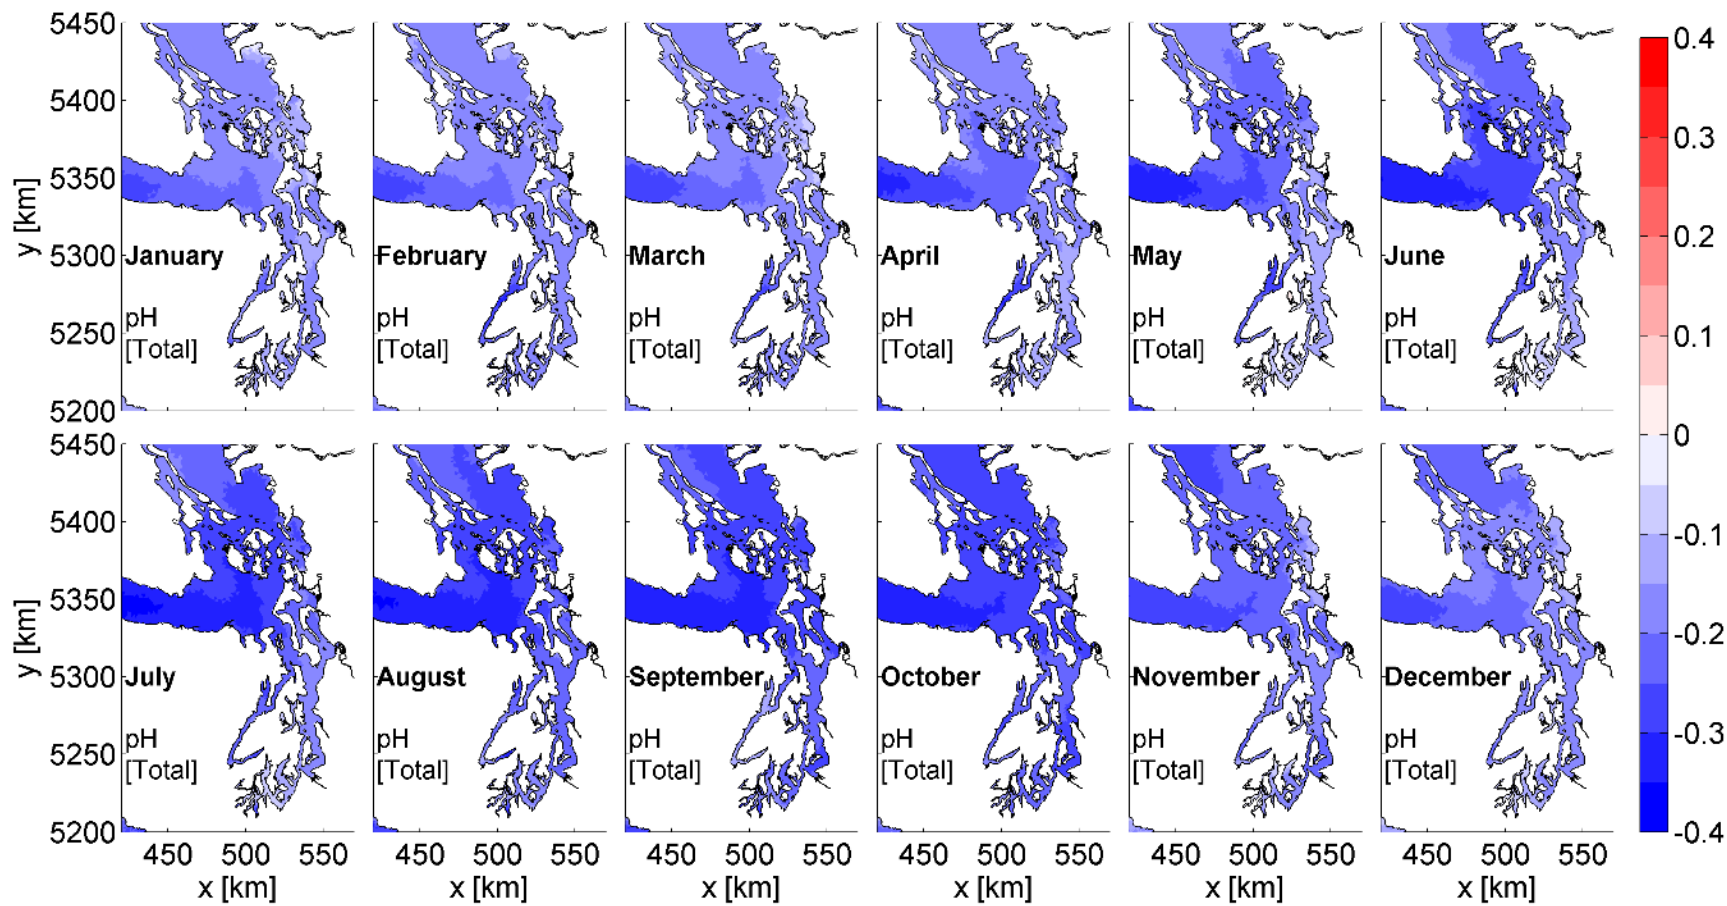 5450
5400
5350
5300
5250
5200
y [km]
January
pH
[Total]
February
pH
[Total]
March
pH
[Total]
April
pH
[Total]
May
pH
[Total]
June
pH
[Total]
5450
5400
5350
5300
5250
5200
y [km]
July
pH
[Total]
August
pH
[Total]
September
pH
[Total]
October
pH
[Total]
November
pH
[Total]
December
pH
[Total]
450 500 550
x [km]
450 500 550
x [km]
450 500 550
x [km]
450 500 550
x [km]
450 500 550
x [km]
450 500 550
x [km]
0.4
0.3
0.2
0.1
0
-0.1
-0.2
-0.3
-0.4